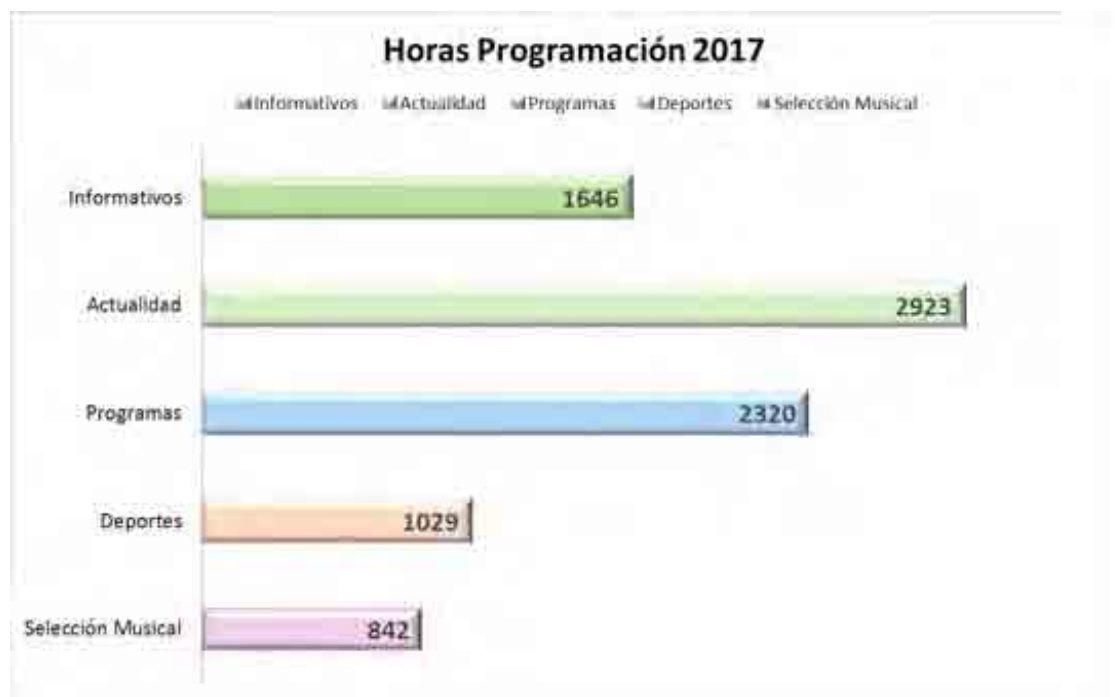 Horas Programación 2017
Informativos Actualidad Programas Deportes Selección Musical
Informativos 1646
Actualidad 2923
Programas 2320
Deportes 1029
Selección Musical 842